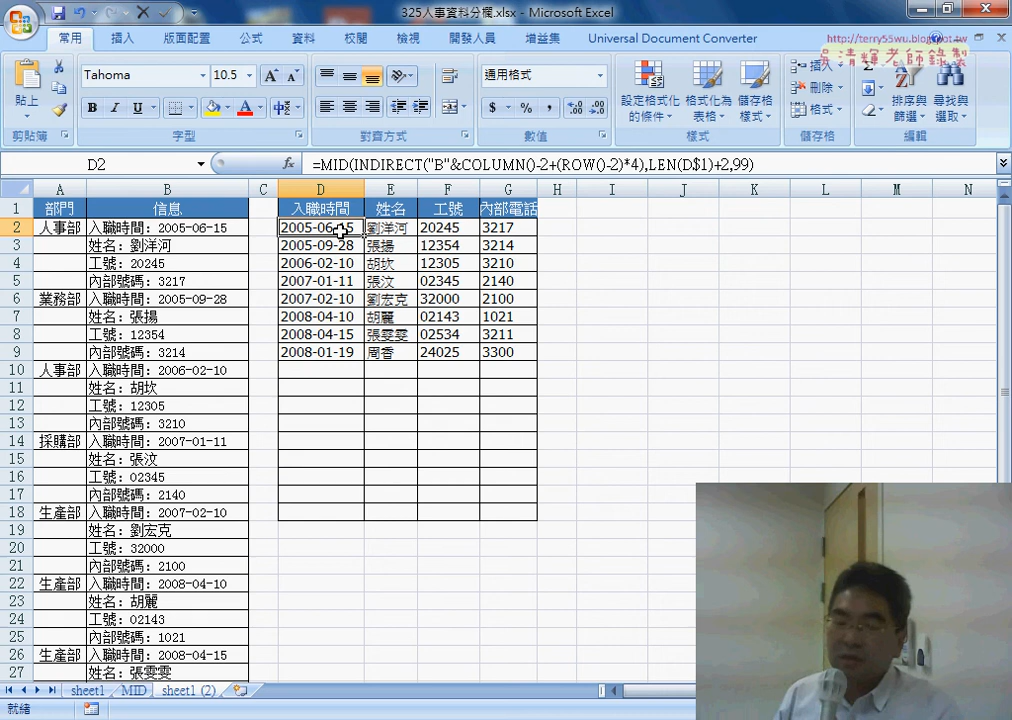 325人事資料分欄.xlsx - Microsoft Excel
常用 插入 版面配置 公式 資料 校閱 檢視 開發人員 增益集 Universal Document Converter
http://terry55wu.blogspot.tw
吳清輝老師錄製
貼上 Tahoma 10.5 通用格式 設定格式化的條件 格式化為表格 儲存格樣式 插入 刪除 格式 排序與篩選 尋找與選取
剪貼簿 字型 對齊方式 數值 樣式 儲存格 編輯
D2 fx =MID(INDIRECT("B"&COLUMN()-2+(ROW()-2)*4),LEN(D$1)+2,99)
A B C D E F G H I J K L M N
1 部門 信息 入職時間 姓名 工號 內部電話
2 人事部 入職時間：2005-06-15 2005-06-15 劉洋河 20245 3217
3 姓名：劉洋河 2005-09-28 張揚 12354 3214
4 工號：20245 2006-02-10 胡坎 12305 3210
5 內部號碼：3217 2007-01-11 張汶 02345 2140
6 業務部 入職時間：2005-09-28 2007-02-10 劉宏克 32000 2100
7 姓名：張揚 2008-04-10 胡麗 02143 1021
8 工號：12354 2008-04-15 張雯雯 02534 3211
9 內部號碼：3214 2008-01-19 周香 24025 3300
10 人事部 入職時間：2006-02-10
11 姓名：胡坎
12 工號：12305
13 內部號碼：3210
14 採購部 入職時間：2007-01-11
15 姓名：張汶
16 工號：02345
17 內部號碼：2140
18 生產部 入職時間：2007-02-10
19 姓名：劉宏克
20 工號：32000
21 內部號碼：2100
22 生產部 入職時間：2008-04-10
23 姓名：胡麗
24 工號：02143
25 內部號碼：1021
26 生產部 入職時間：2008-04-15
27 姓名：張雯雯
sheet1 MID sheet1 (2)
就緒